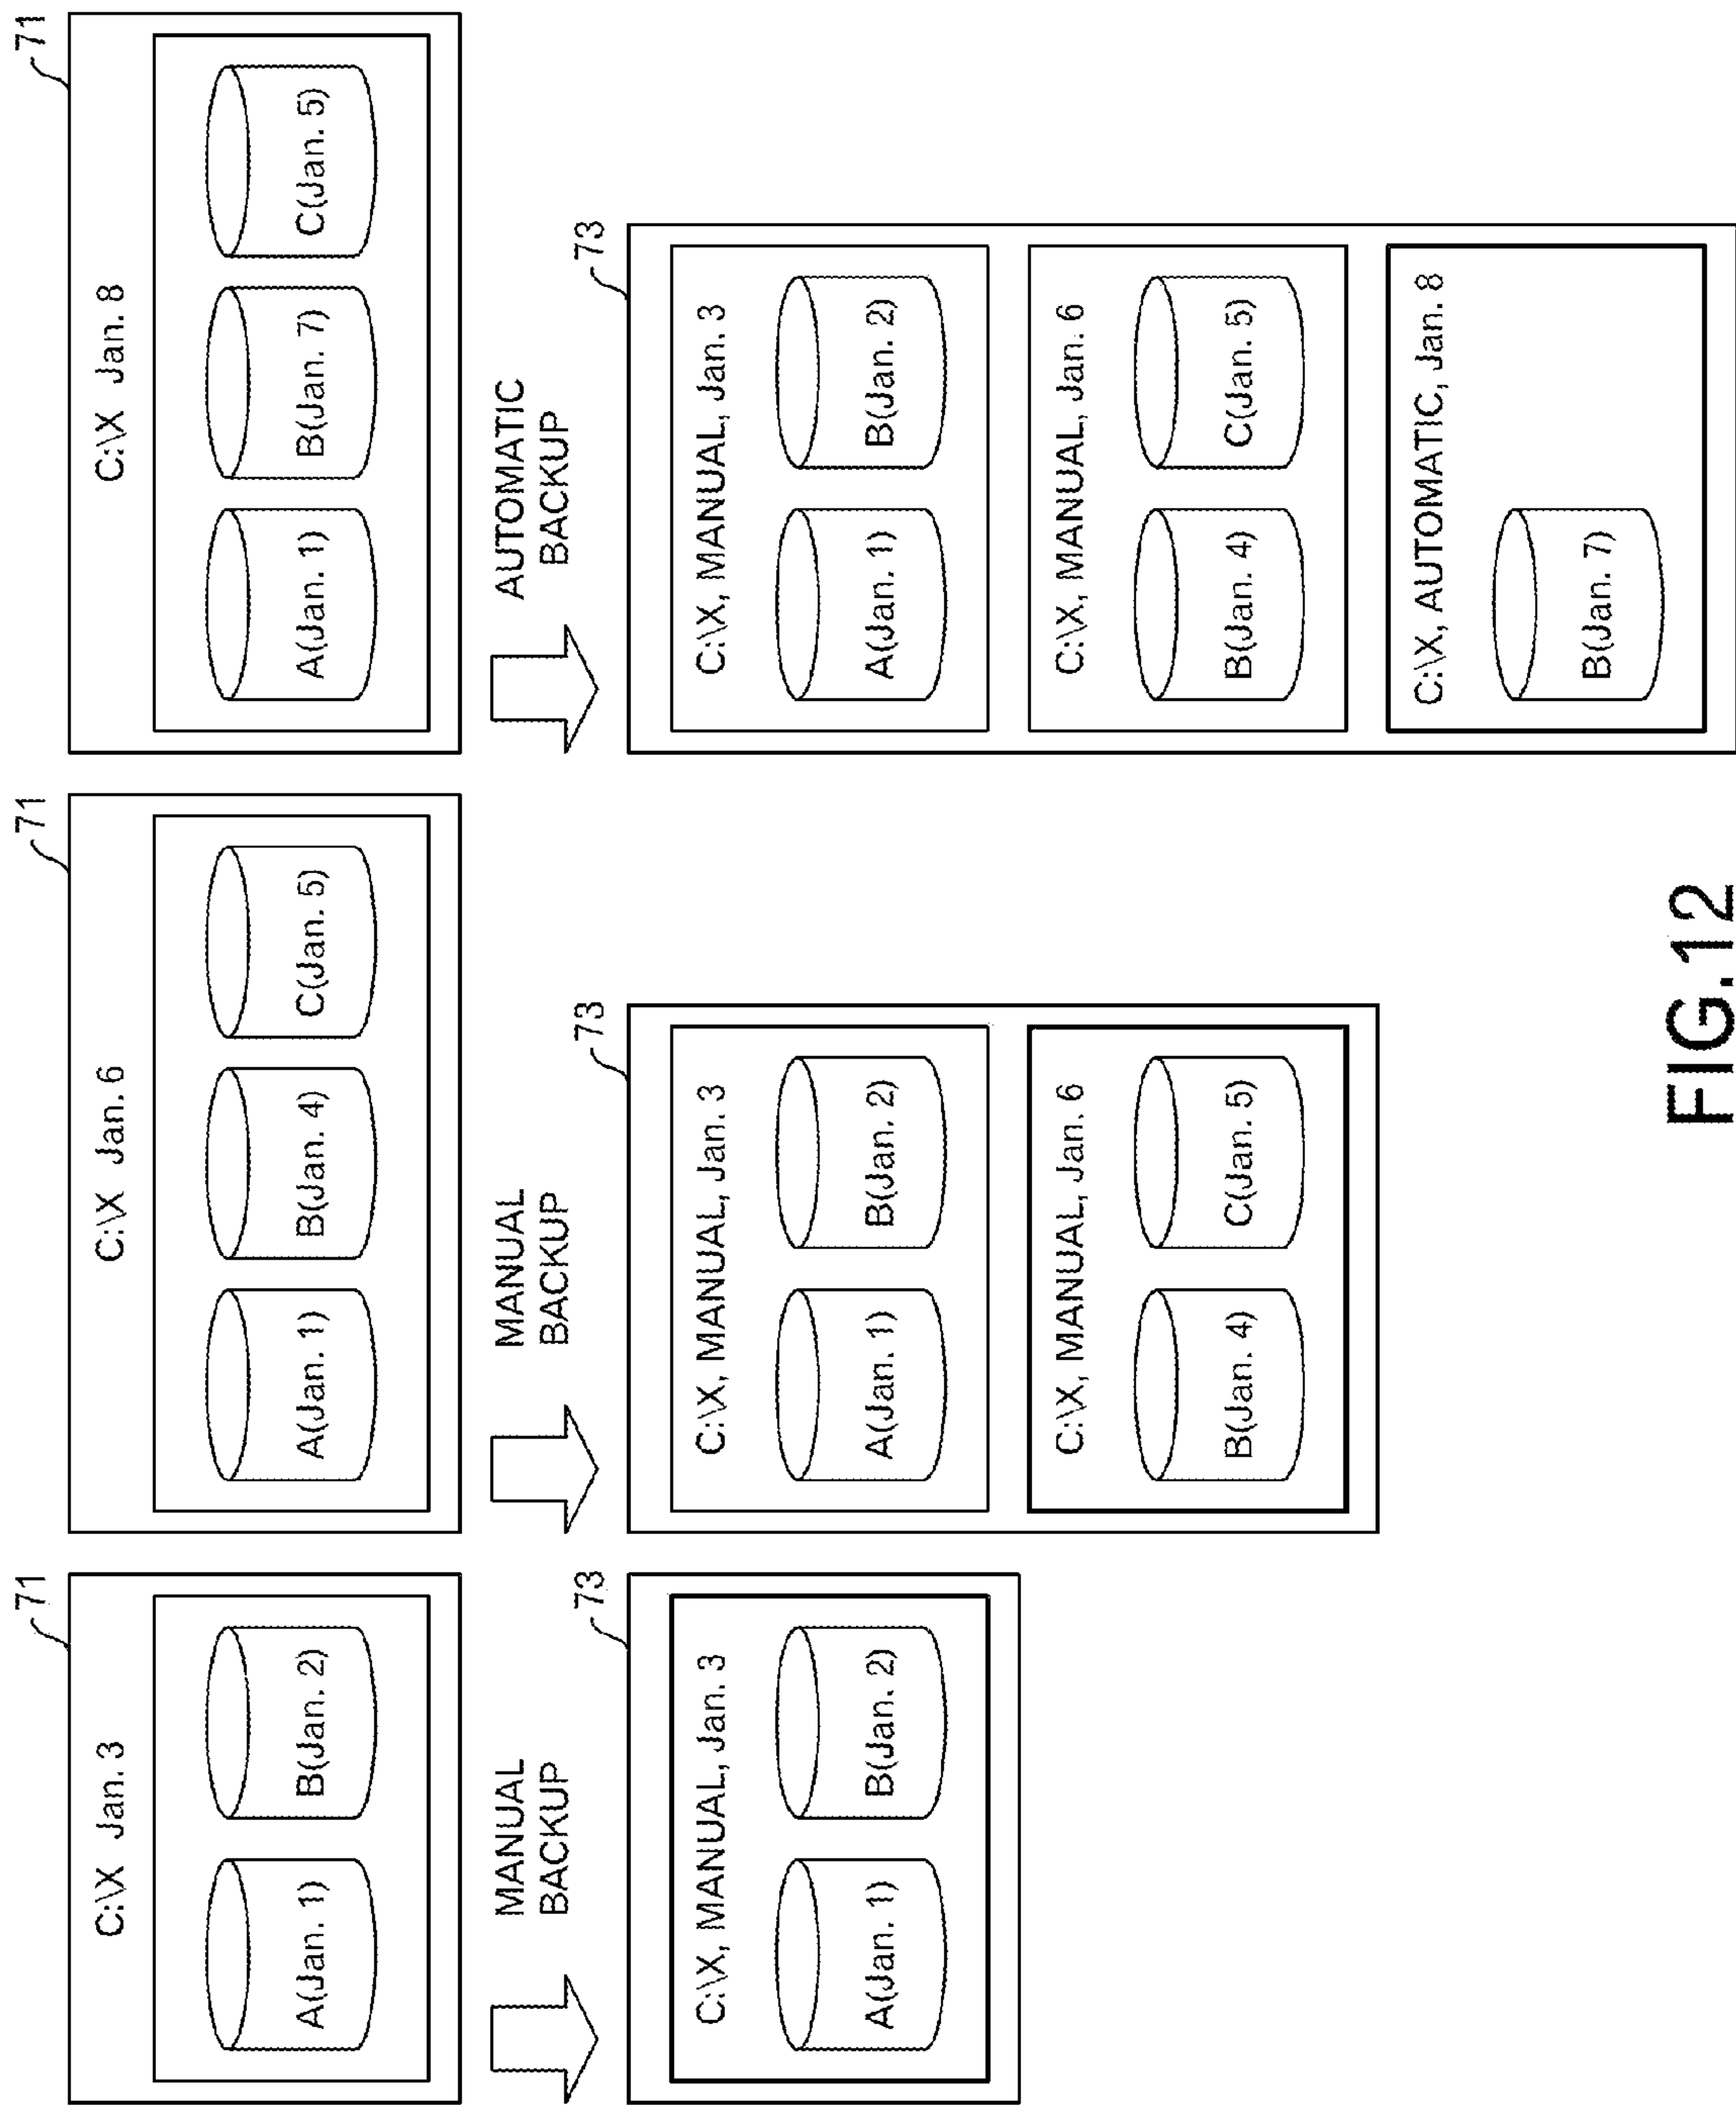 71
C:\X Jan. 3
A(Jan. 1)
B(Jan. 2)
MANUAL
BACKUP
73
C:\X, MANUAL, Jan. 3
A(Jan. 1)
B(Jan. 2)
71
C:\X Jan. 6
A(Jan. 1)
B(Jan. 4)
C(Jan. 5)
MANUAL
BACKUP
73
C:\X, MANUAL, Jan. 3
A(Jan. 1)
B(Jan. 2)
C:\X, MANUAL, Jan. 6
B(Jan. 4)
C(Jan. 5)
71
C:\X Jan. 8
A(Jan. 1)
B(Jan. 7)
C(Jan. 5)
AUTOMATIC
BACKUP
73
C:\X, MANUAL, Jan. 3
A(Jan. 1)
B(Jan. 2)
C:\X, MANUAL, Jan. 6
B(Jan. 4)
C(Jan. 5)
C:\X, AUTOMATIC, Jan. 8
B(Jan. 7)
FIG.12